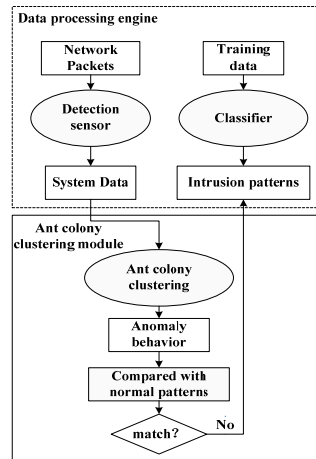 Data processing engine
Network
Packets
Training
data
Detection
sensor
Classifier
System Data
Intrusion patterns
Ant colony
clustering module
Ant colony
clustering
Anomaly
behavior
Compared with
normal patterns
match?
No